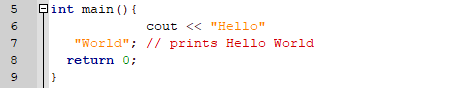 5 int main(){
6 cout << "Hello"
7 "World"; // prints Hello World
8 return 0;
9 }